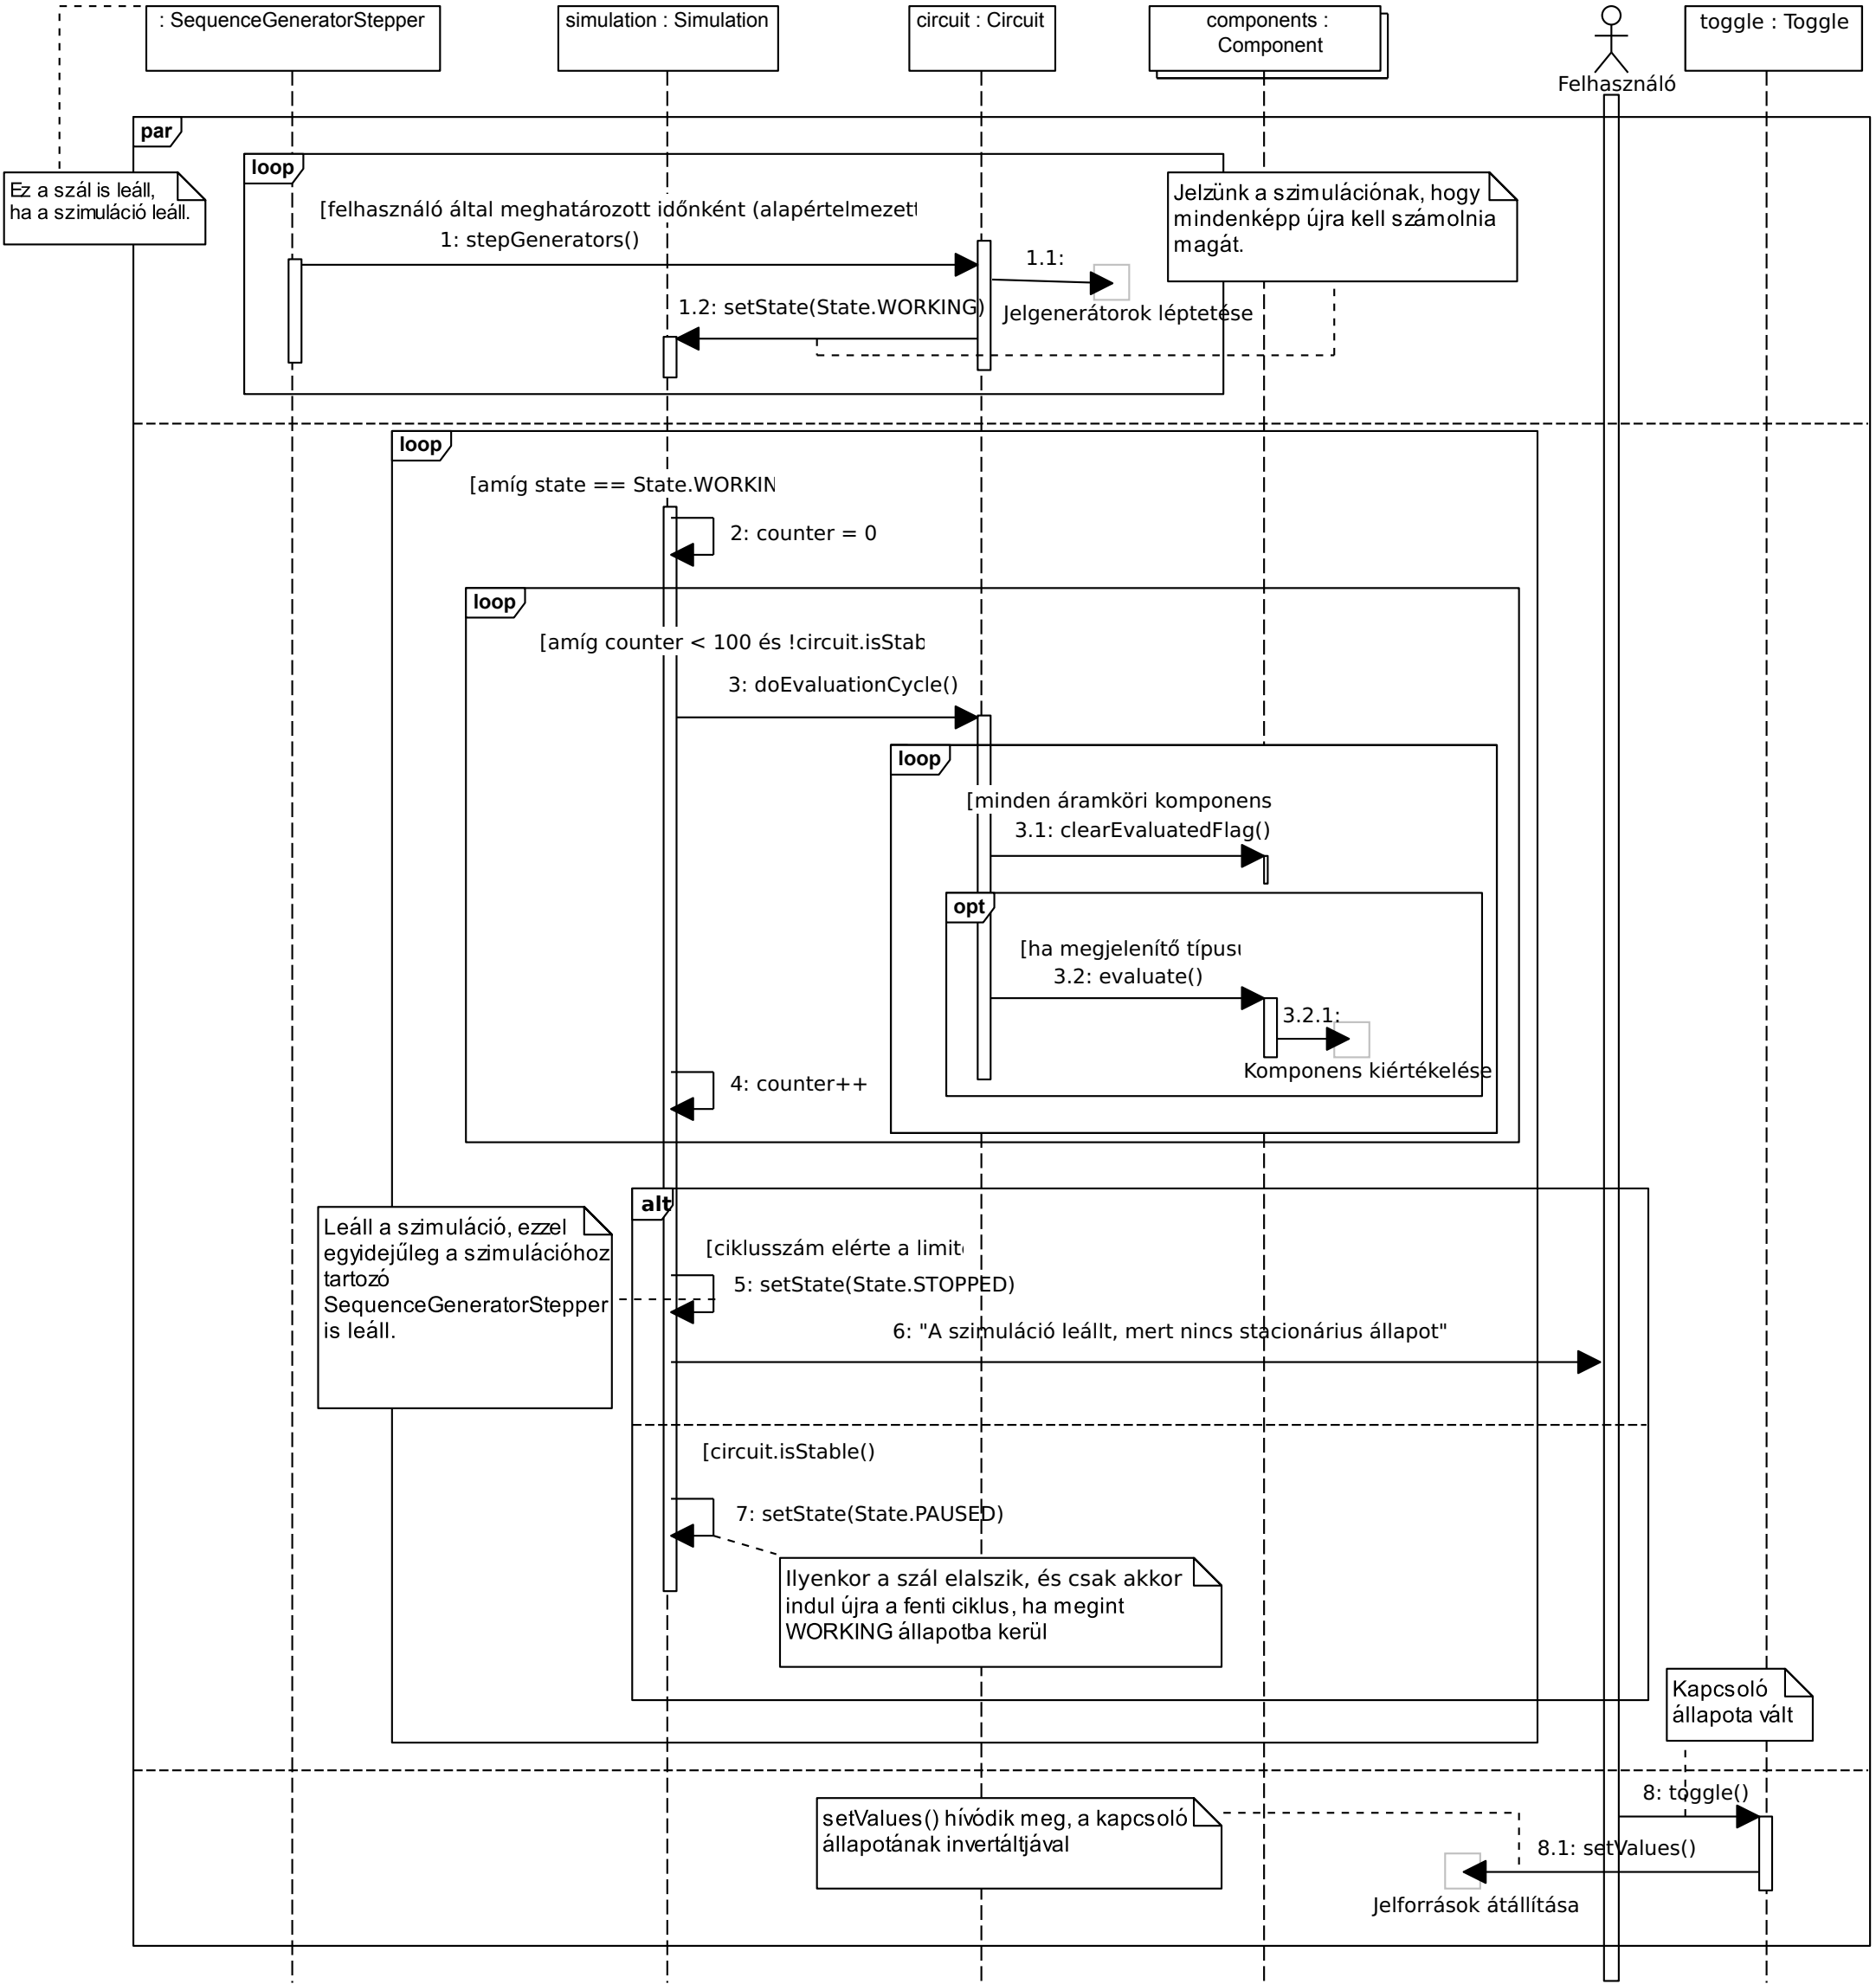 : SequenceGeneratorStepper
simulation : Simulation
circuit : Circuit
components :
Component
Felhasználó
toggle : Toggle
par
Ez a szál is leáll,
ha a szimuláció leáll.
loop
[felhasználó által meghatározott időnként (alapértelmezett
1: stepGenerators()
1.1:
Jelgenerátorok léptetése
1.2: setState(State.WORKING)
Jelzünk a szimulációnak, hogy
mindenképp újra kell számolnia
magát.
loop
[amíg state == State.WORKIN
2: counter = 0
loop
[amíg counter < 100 és !circuit.isStab
3: doEvaluationCycle()
loop
[minden áramköri komponens
3.1: clearEvaluatedFlag()
opt
[ha megjelenítő típusu
3.2: evaluate()
3.2.1:
Komponens kiértékelése
4: counter++
alt
Leáll a szimuláció, ezzel
egyidejűleg a szimulációhoz
tartozó
SequenceGeneratorStepper
is leáll.
[ciklusszám elérte a limite
5: setState(State.STOPPED)
6: "A szimuláció leállt, mert nincs stacionárius állapot"
[circuit.isStable()
7: setState(State.PAUSED)
Ilyenkor a szál elalszik, és csak akkor
indul újra a fenti ciklus, ha megint
WORKING állapotba kerül
Kapcsoló
állapota vált
8: toggle()
setValues() hívódik meg, a kapcsoló
állapotának invertáltjával
8.1: setValues()
Jelforrások átállítása